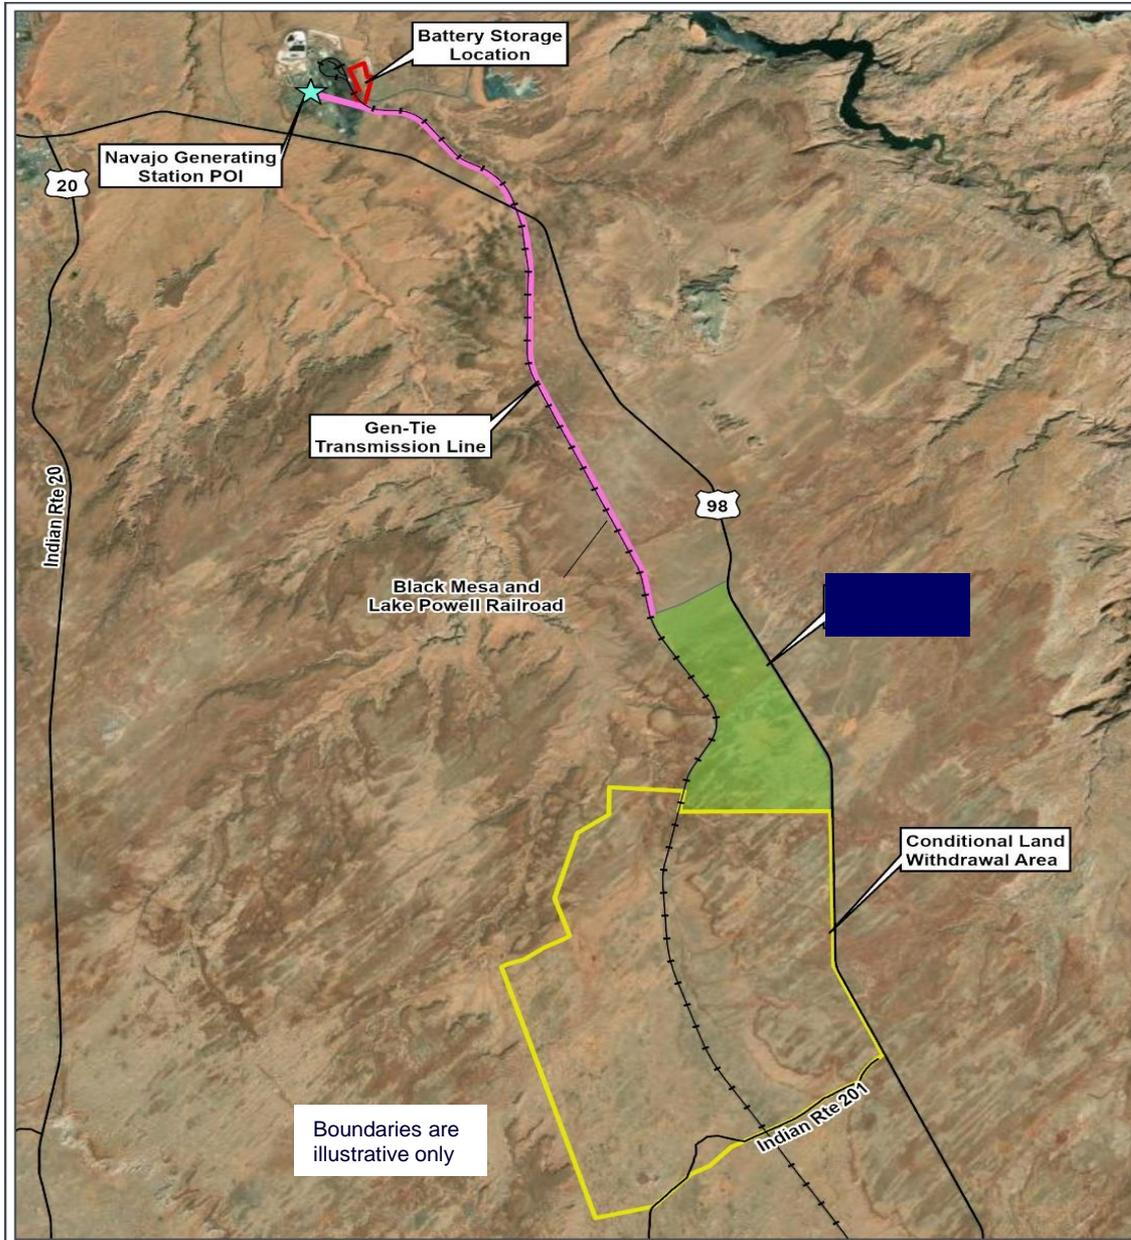 Battery Storage
Location
Navajo Generating
Station POI
20
Gen-Tie
Transmission Line
Indian Rte 20
98
Black Mesa and
Lake Powell Railroad
Conditional Land
Withdrawal Area
Indian Rte 201
Boundaries are
illustrative only